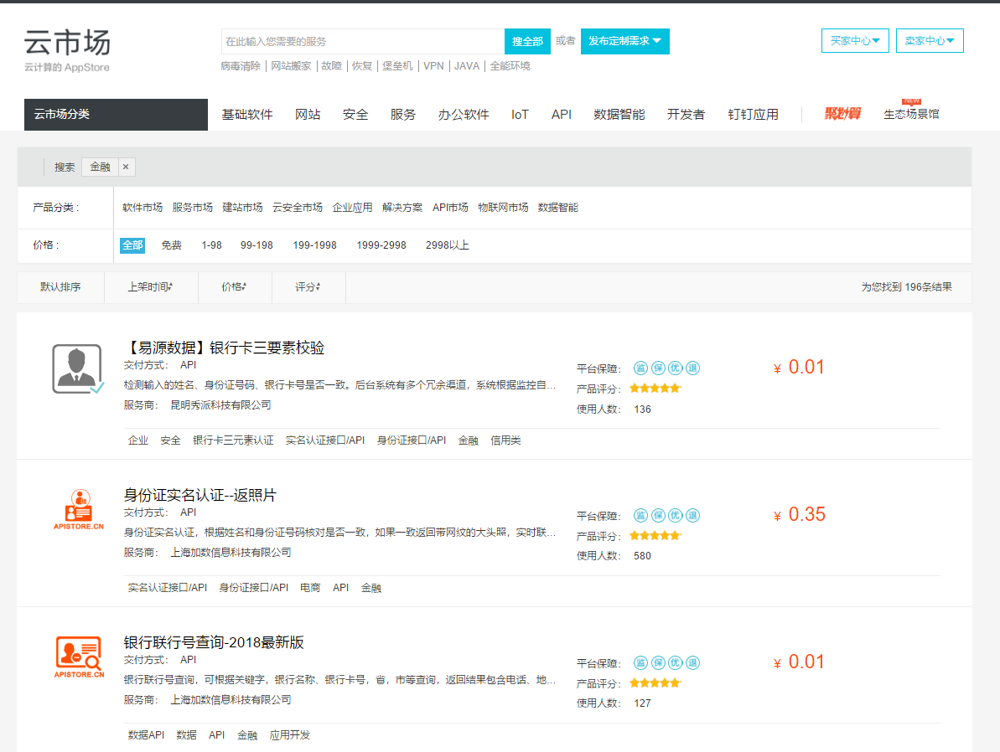 云市场
云计算的 AppStore
在此输入您需要的服务
搜全部 或者 发布定制需求
买家中心 卖家中心
病毒清除 | 网站搬家 | 故障 | 恢复 | 堡垒机 | VPN | JAVA | 全能环境
云市场分类 基础软件 网站 安全 服务 办公软件 IoT API 数据智能 开发者 钉钉应用 聚划算 NEW 生态场景馆
搜索 金融 ×
产品分类 : 软件市场 服务市场 建站市场 云安全市场 企业应用 解决方案 API市场 物联网市场 数据智能
价格 : 全部 免费 1-98 99-198 199-1998 1999-2998 2998以上
默认排序 上架时间 价格 评分 为您找到 196条结果
【易源数据】银行卡三要素校验
交付方式: API
检测输入的姓名、身份证号码、银行卡号是否一致。后台系统有多个冗余渠道，系统根据监控自...
服务商: 昆明秀派科技有限公司
平台保障: 监 保 优 退
产品评分:
使用人数: 136
¥ 0.01
企业 安全 银行卡三元素认证 实名认证接口/API 身份证接口/API 金融 信用类
APISTORE.CN
身份证实名认证--返照片
交付方式: API
身份证实名认证，根据姓名和身份证号码核对是否一致，如果一致返回带网纹的大头照，实时联...
服务商: 上海加数信息科技有限公司
平台保障: 监 保 优 退
产品评分:
使用人数: 580
¥ 0.35
实名认证接口/API 身份证接口/API 电商 API 金融
APISTORE.CN
银行联行号查询-2018最新版
交付方式: API
银行联行号查询，可根据关键字，银行名称、银行卡号，省，市等查询，返回结果包含电话、地...
服务商: 上海加数信息科技有限公司
平台保障: 监 保 优 退
产品评分:
使用人数: 127
¥ 0.01
数据API 数据 API 金融 应用开发